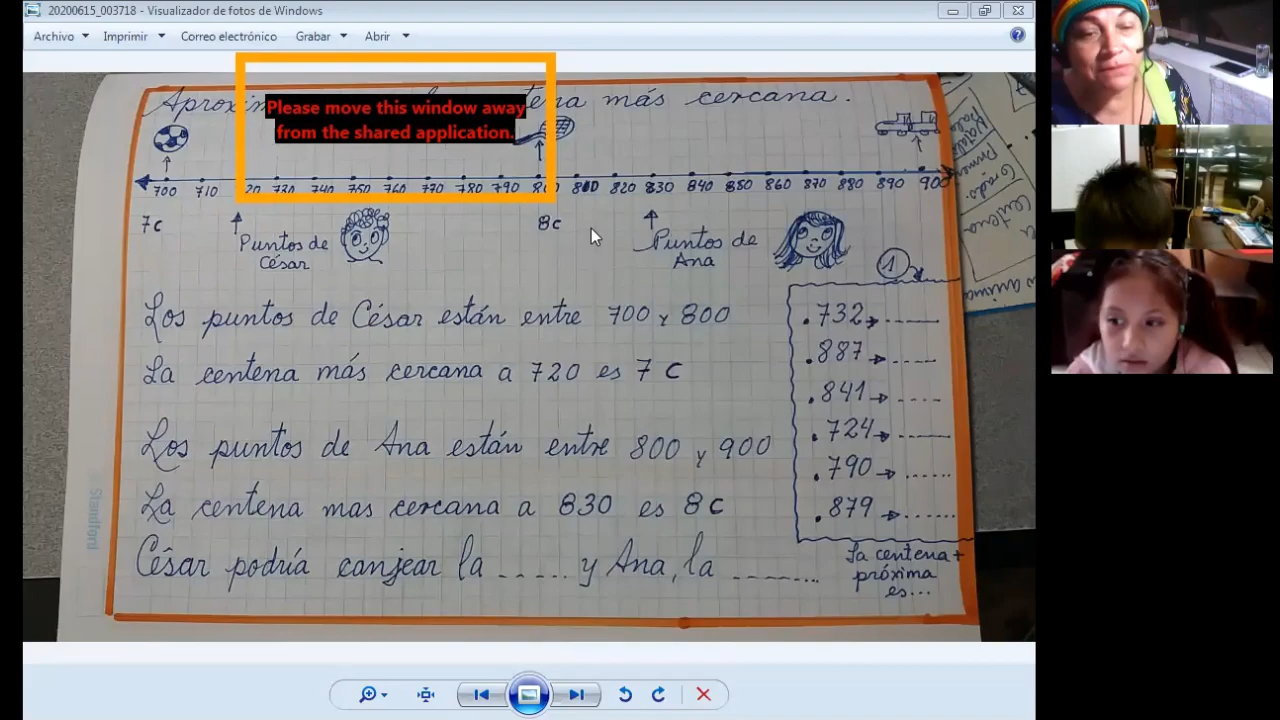 20200615_003718 - Visualizador de fotos de Windows
Archivo Imprimir Correo electrónico Grabar Abrir
Aproxim
tena más cercana.
Please move this window away
from the shared application.
700 710 20 730 740 750 760 770 780 790 80 810 820 830 840 850 860 870 880 890 900
7c
8c
Puntos de
César
Puntos de
Ana
1
Los puntos de César están entre 700 y 800
La centena más cercana a 720 es 7 C
Los puntos de Ana están entre 800 y 900
La centena mas cercana a 830 es 8 C
César podría canjear la ----- y Ana, la -------
.732→ ------
.887→ -----
.841→ -----
.724→ ------
.790→ ......
.879→ ......
La centena +
próxima
es...
Standford